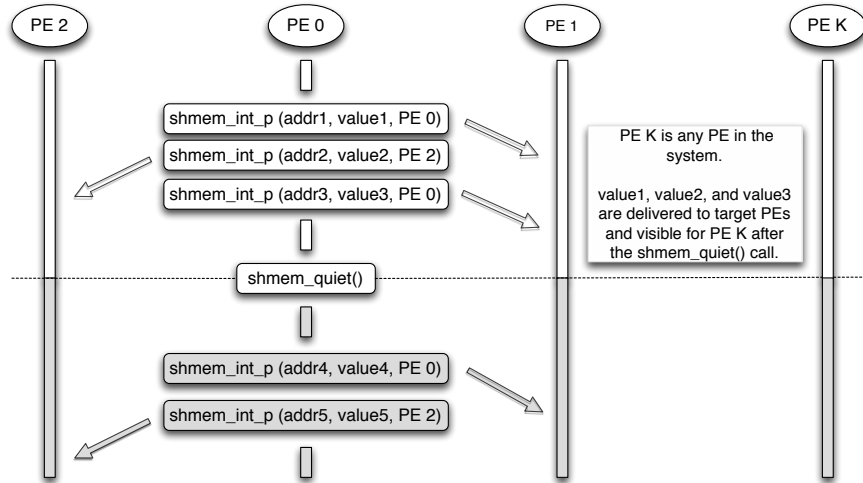 PE 2
PE 0
PE 1
PE K
shmem_int_p (addr1, value1, PE 0)
shmem_int_p (addr2, value2, PE 2)
shmem_int_p (addr3, value3, PE 0)
PE K is any PE in the
system.
value1, value2, and value3
are delivered to target PEs
and visible for PE K after
the shmem_quiet() call.
shmem_quiet()
shmem_int_p (addr4, value4, PE 0)
shmem_int_p (addr5, value5, PE 2)